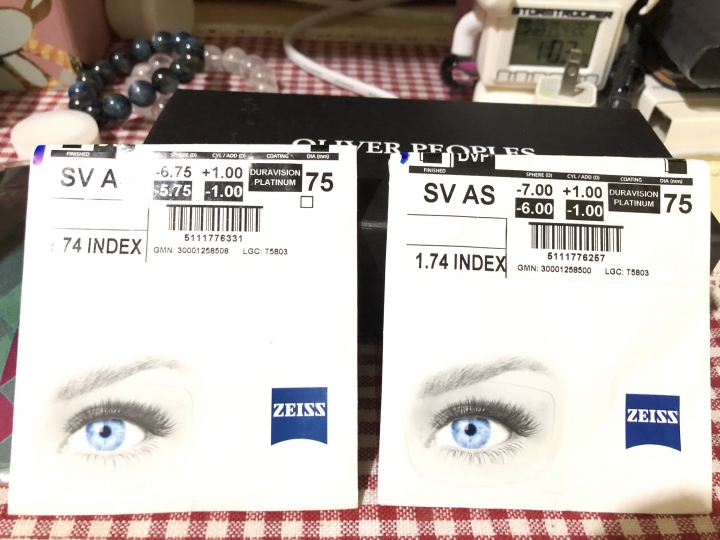 STORMTROOPER
1:07
OLIVER PEOPLES
FINISHED SPHERE (D) CYL / ADD (D) COATING DIA (mm)
SV A
-6.75 +1.00
-5.75 -1.00
DURAVISION
PLATINUM
75
74 INDEX
5111776331
GMN: 30001258508 LGC: T5803
ZEISS
FINISHED SPHERE (D) CYL / ADD (D) COATING DIA (mm)
SV AS
-7.00 +1.00
-6.00 -1.00
DURAVISION
PLATINUM
75
1.74 INDEX
5111776257
GMN: 30001258500 LGC: T5803
ZEISS